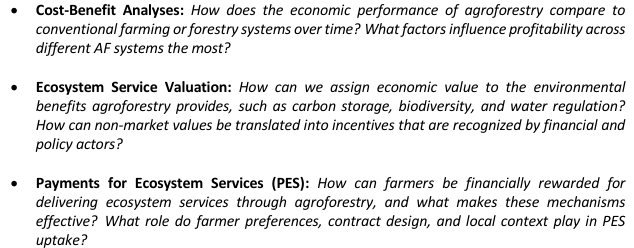 • Cost-Benefit Analyses: How does the economic performance of agroforestry compare to
conventional farming or forestry systems over time? What factors influence profitability across
different AF systems the most?
• Ecosystem Service Valuation: How can we assign economic value to the environmental
benefits agroforestry provides, such as carbon storage, biodiversity, and water regulation?
How can non-market values be translated into incentives that are recognized by financial and
policy actors?
• Payments for Ecosystem Services (PES): How can farmers be financially rewarded for
delivering ecosystem services through agroforestry, and what makes these mechanisms
effective? What role do farmer preferences, contract design, and local context play in PES
uptake?